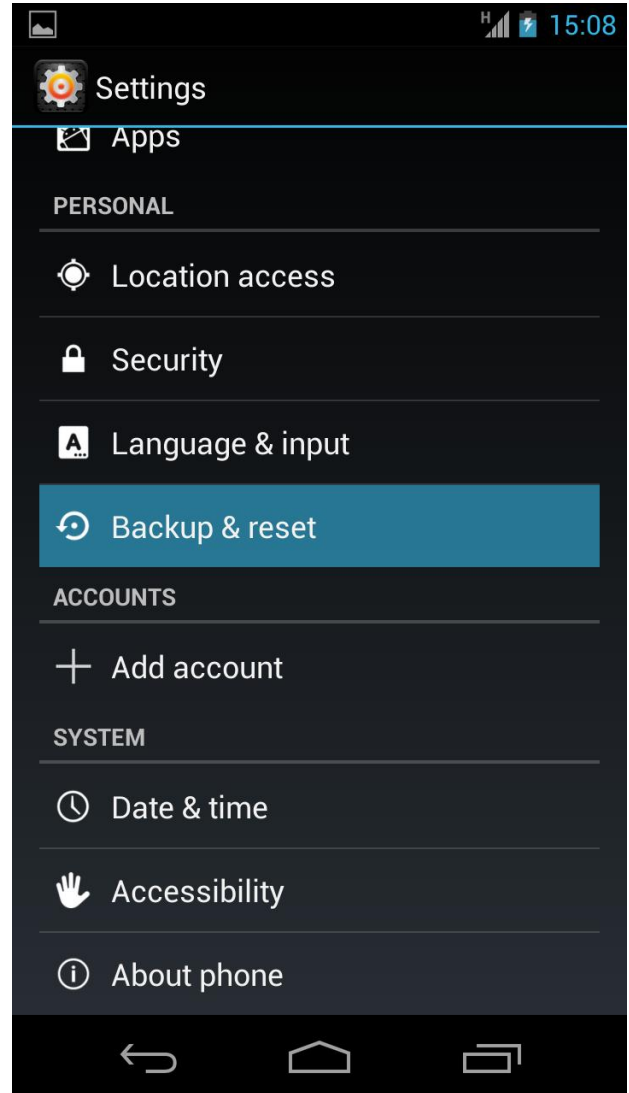 H 15:08
Settings
Apps
PERSONAL
Location access
Security
A Language & input
Backup & reset
ACCOUNTS
Add account
SYSTEM
Date & time
Accessibility
About phone